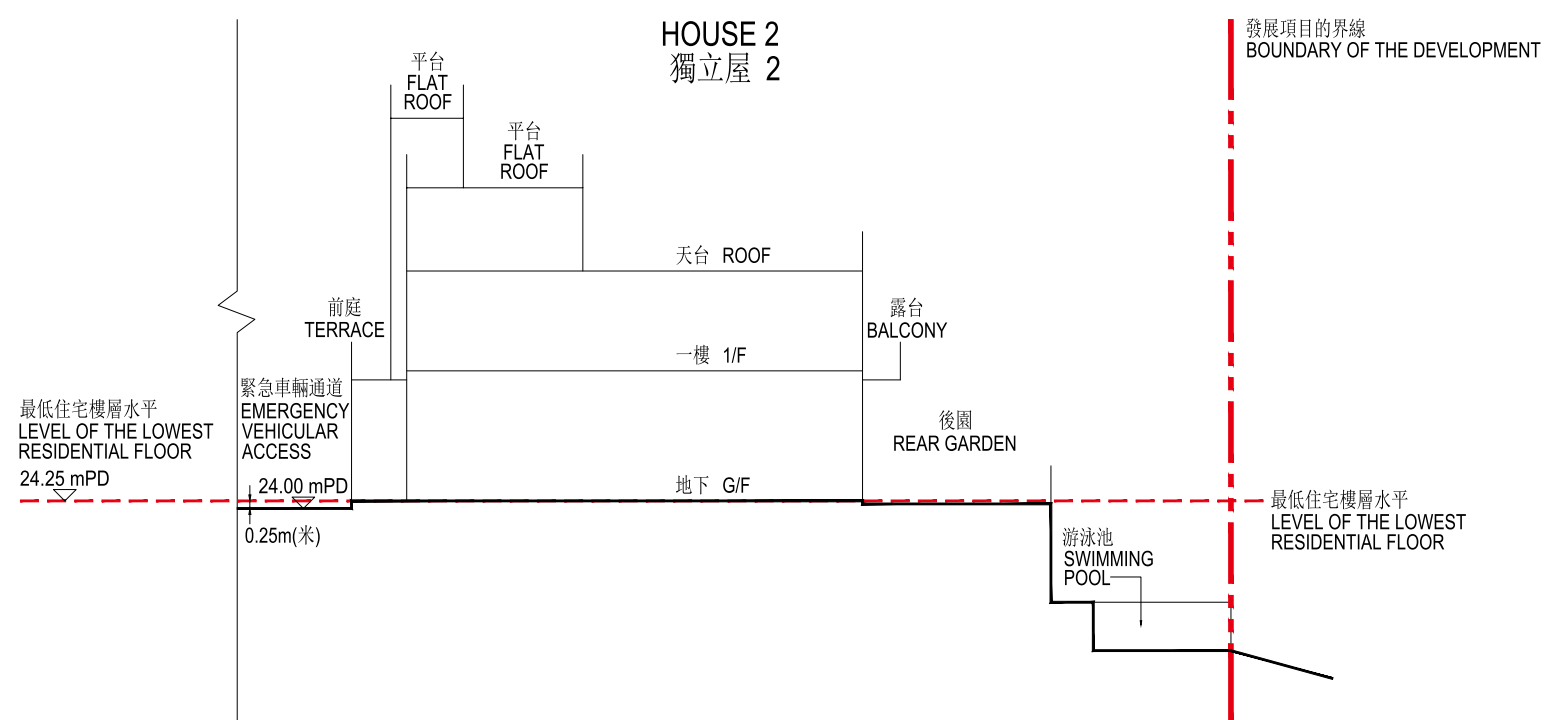 HOUSE 2
獨立屋 2
發展項目的界線
BOUNDARY OF THE DEVELOPMENT
平台
FLAT
ROOF
平台
FLAT
ROOF
天台 ROOF
前庭
TERRACE
露台
BALCONY
一樓 1/F
緊急車輛通道
EMERGENCY
VEHICULAR
ACCESS
24.00 mPD
0.25m(米)
最低住宅樓層水平
LEVEL OF THE LOWEST
RESIDENTIAL FLOOR
24.25 mPD
後園
REAR GARDEN
地下 G/F
最低住宅樓層水平
LEVEL OF THE LOWEST
RESIDENTIAL FLOOR
游泳池
SWIMMING
POOL